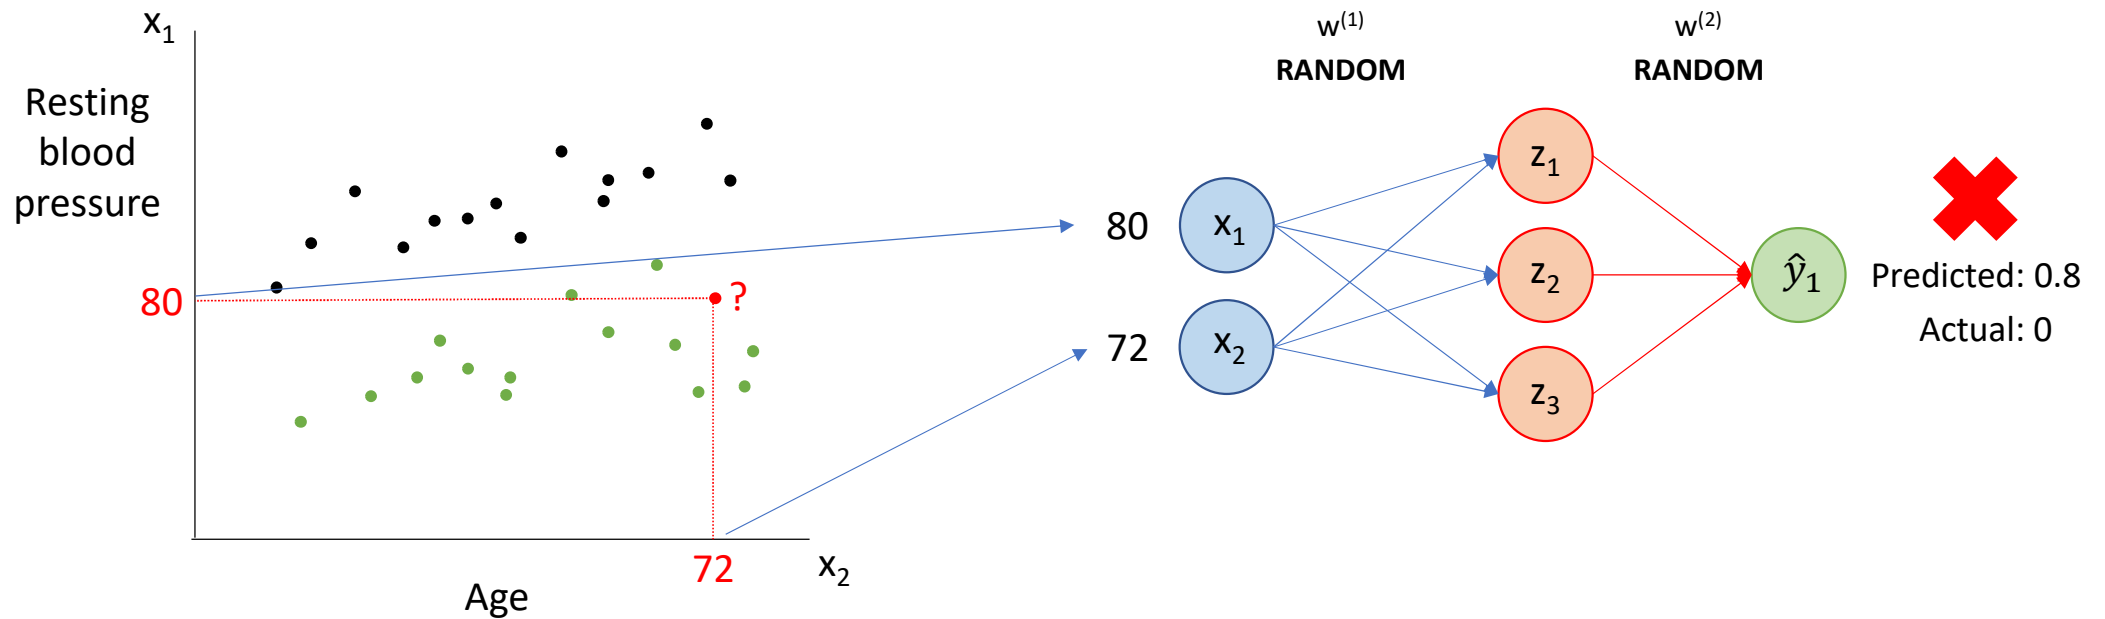 x₁
Resting
blood
pressure
80
?
72
x₂
Age
w⁽¹⁾
RANDOM
w⁽²⁾
RANDOM
80
72
x₁
x₂
z₁
z₂
z₃
ŷ₁
Predicted: 0.8
Actual: 0